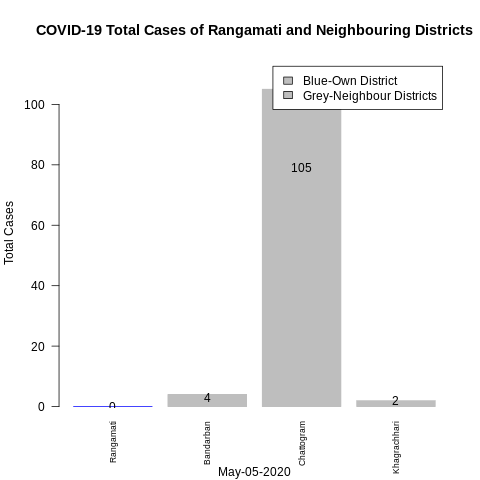 COVID-19 Total Cases of Rangamati and Neighbouring Districts
Blue-Own District
Grey-Neighbour Districts
Total Cases
100
80
60
40
20
0
0
4
105
2
Rangamati
Bandarban
Chattogram
Khagrachhari
May-05-2020